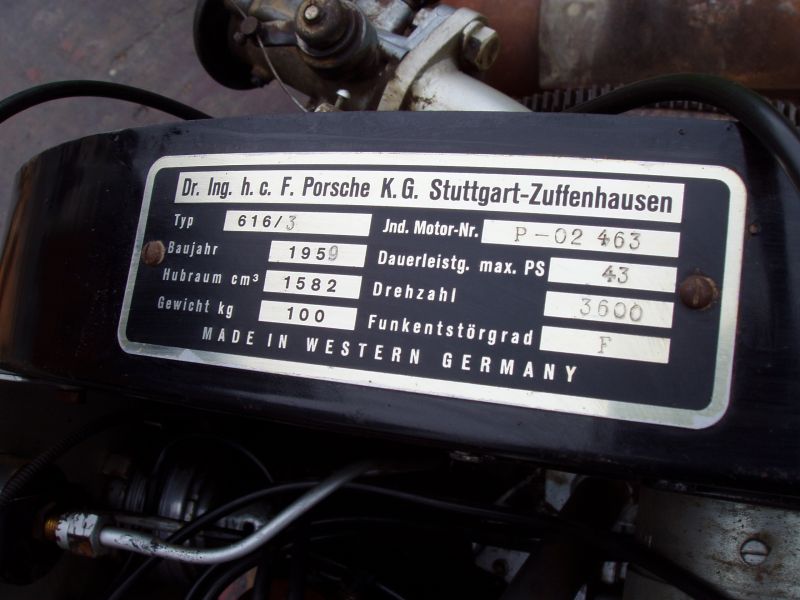 Dr. Ing. h. c. F. Porsche K. G. Stuttgart-Zuffenhausen
Typ 616/3 Jnd. Motor-Nr. P-02 463
Baujahr 1959 Dauerleistg. max. PS 43
Hubraum cm³ 1582 Drehzahl 3600
Gewicht kg 100 Funkentstörgrad F
MADE IN WESTERN GERMANY